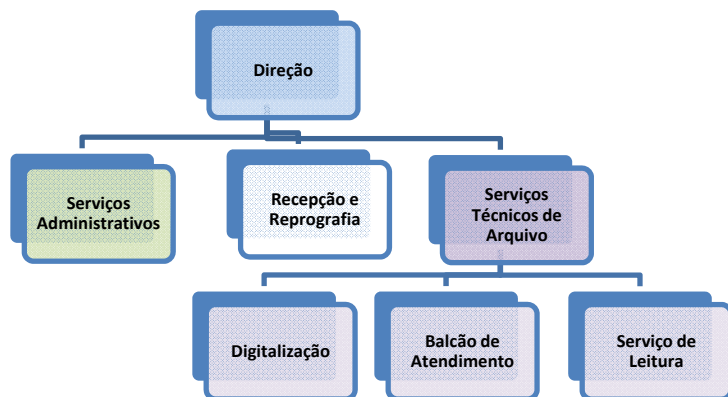 Direção
Serviços
Administrativos
Recepção e
Reprografia
Serviços
Técnicos de
Arquivo
Digitalização
Balcão de
Atendimento
Serviço de
Leitura